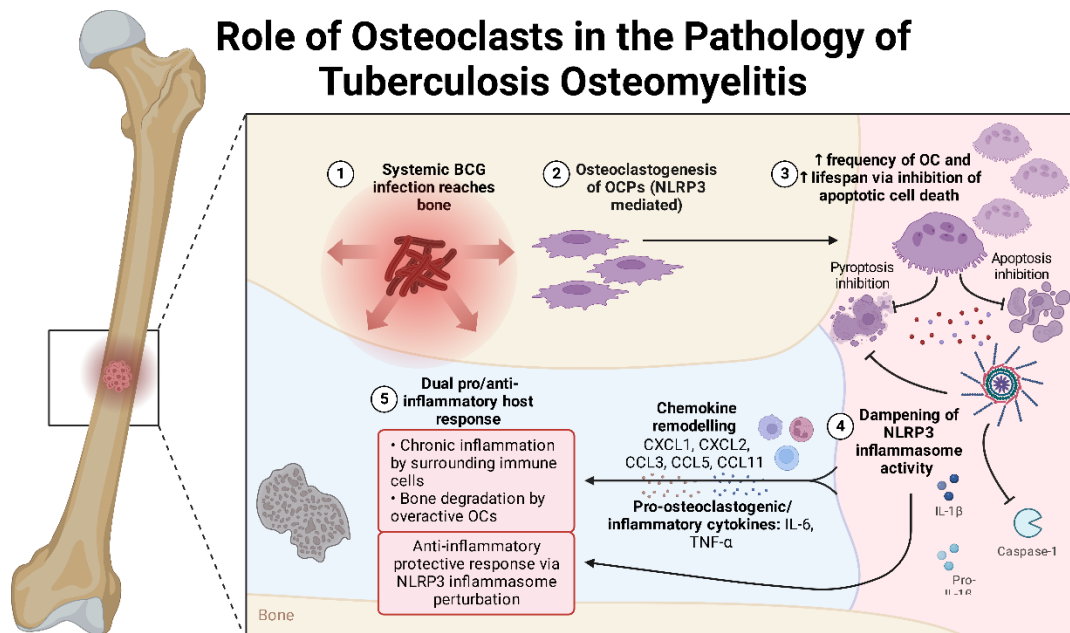 Role of Osteoclasts in the Pathology of
Tuberculosis Osteomyelitis
1
Systemic BCG
infection reaches
bone
2
Osteoclastogenesis
of OCPs (NLRP3
mediated)
3
↑ frequency of OC and
↑ lifespan via inhibition of
apoptotic cell death
Pyroptosis
inhibition
Apoptosis
inhibition
4
Dampening of
NLRP3
inflammasome
activity
IL-1β
Pro-
IL-1β
Caspase-1
Chemokine
remodelling
CXCL1, CXCL2,
CCL3, CCL5, CCL11
Pro-osteoclastogenic/
inflammatory cytokines: IL-6,
TNF-α
5
Dual pro/anti-
inflammatory host
response
• Chronic inflammation
by surrounding immune
cells
• Bone degradation by
overactive OCs
Anti-inflammatory
protective response via
NLRP3 inflammasome
perturbation
Bone